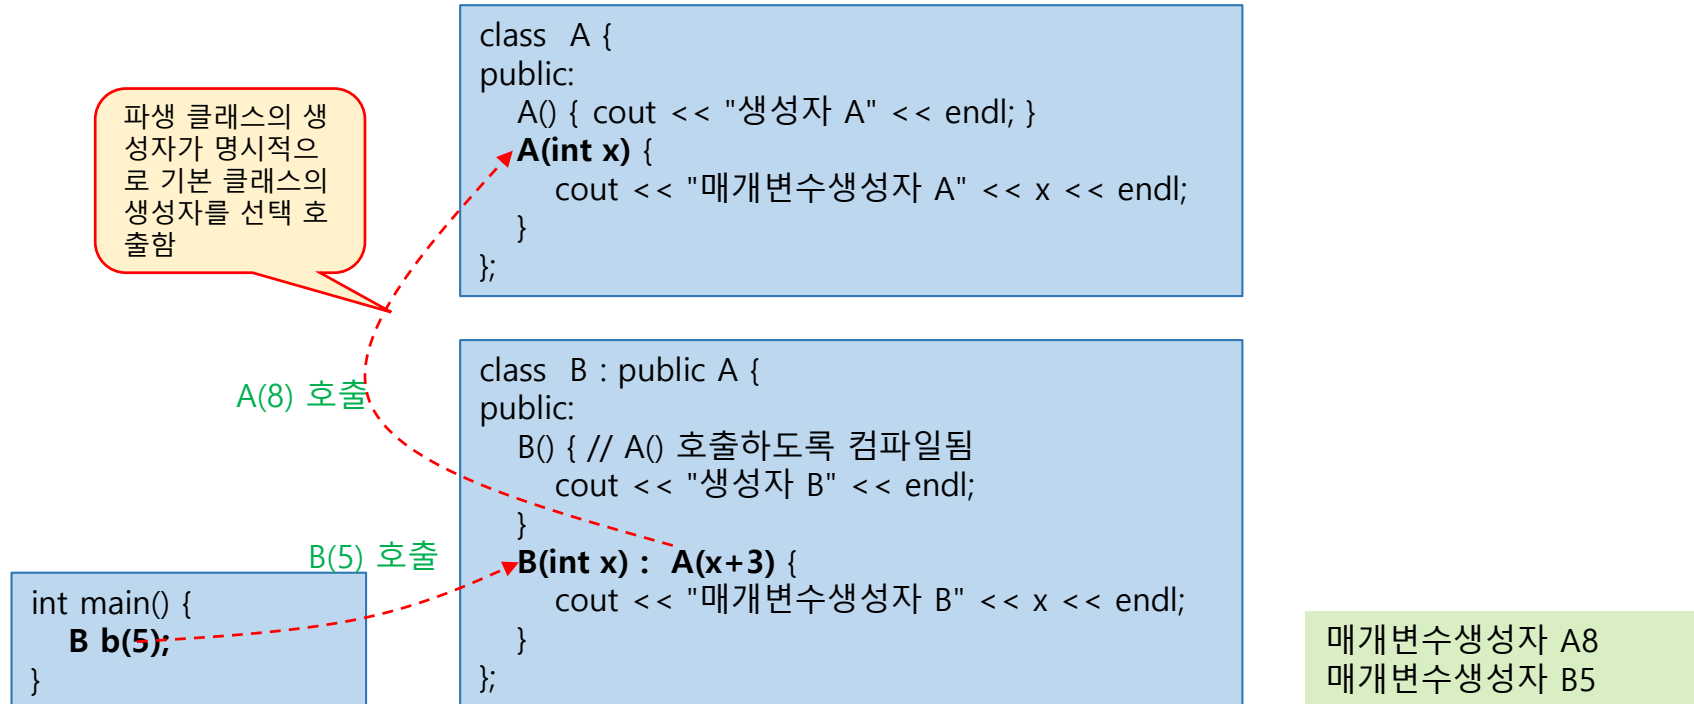 class A {
public:
A() { cout << "생성자 A" << endl; }
A(int x) {
cout << "매개변수생성자 A" << x << endl;
}
};
파생 클래스의 생
성자가 명시적으
로 기본 클래스의
생성자를 선택 호
출함
A(8) 호출
class B : public A {
public:
B() { // A() 호출하도록 컴파일됨
cout << "생성자 B" << endl;
}
B(int x) : A(x+3) {
cout << "매개변수생성자 B" << x << endl;
}
};
B(5) 호출
int main() {
B b(5);
}
매개변수생성자 A8
매개변수생성자 B5